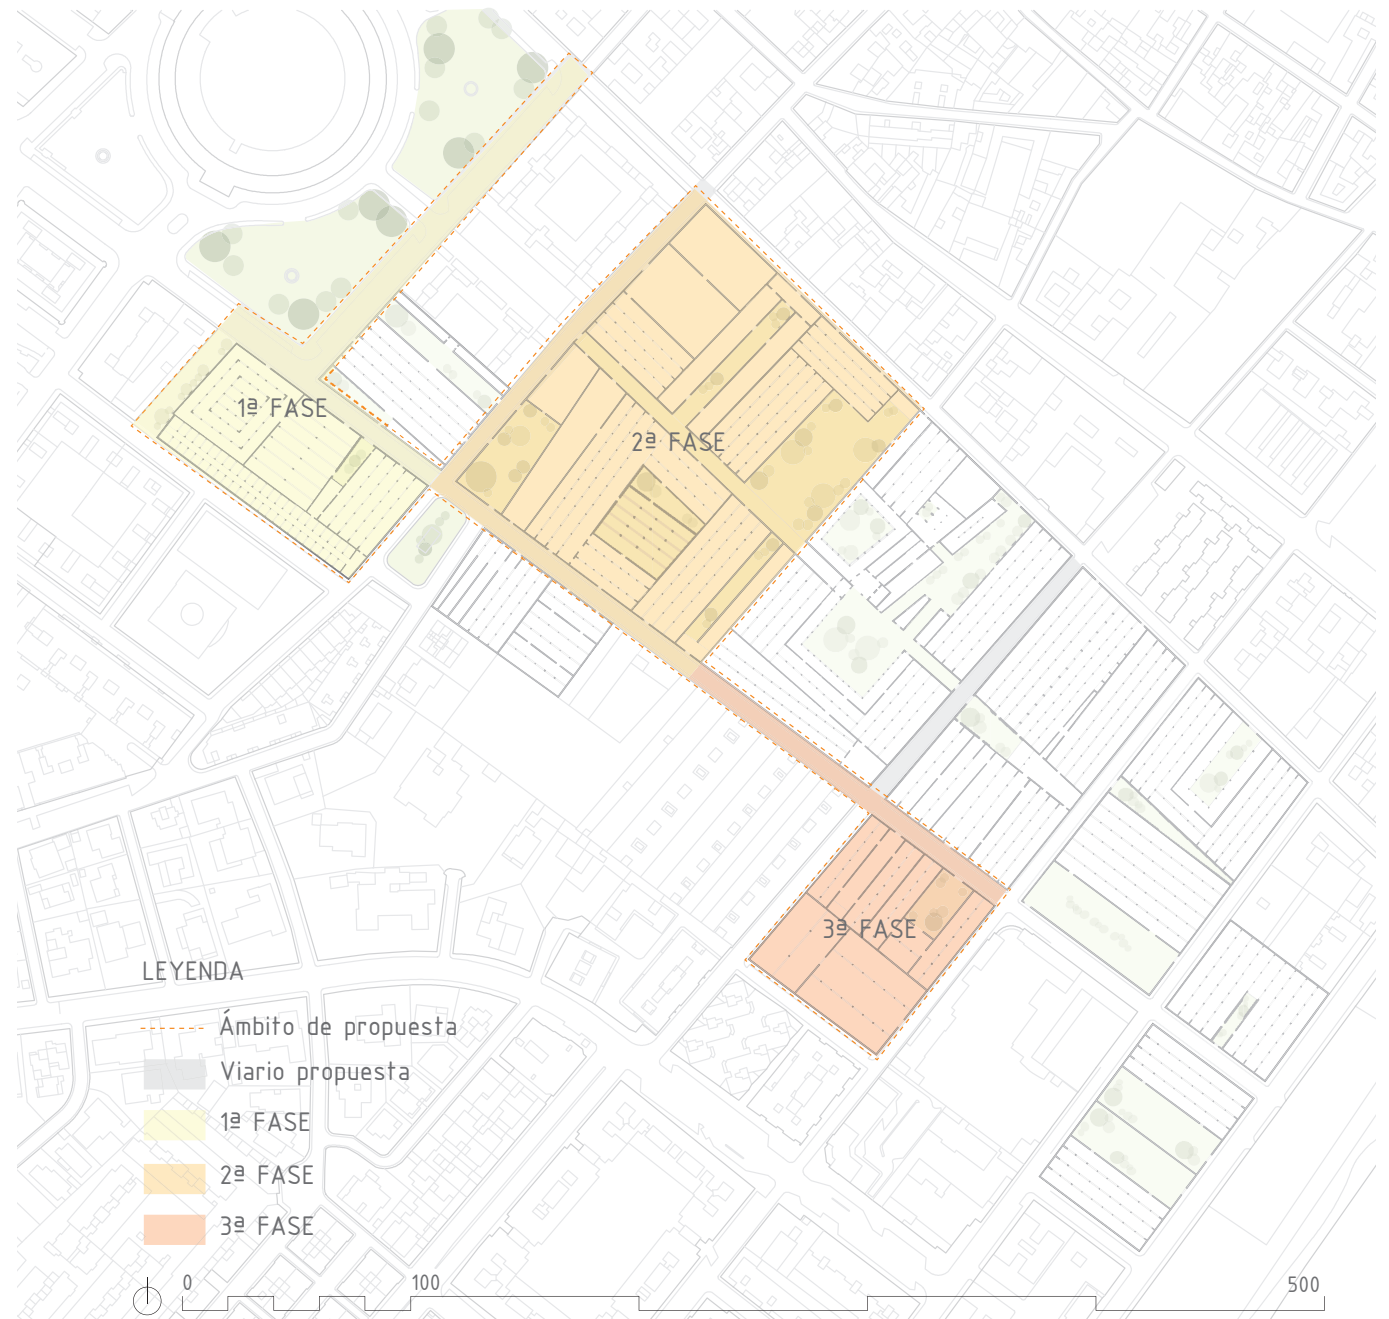 1ª FASE
2ª FASE
3ª FASE
LEYENDA
Ámbito de propuesta
Viario propuesta
1ª FASE
2ª FASE
3ª FASE
0 100 500